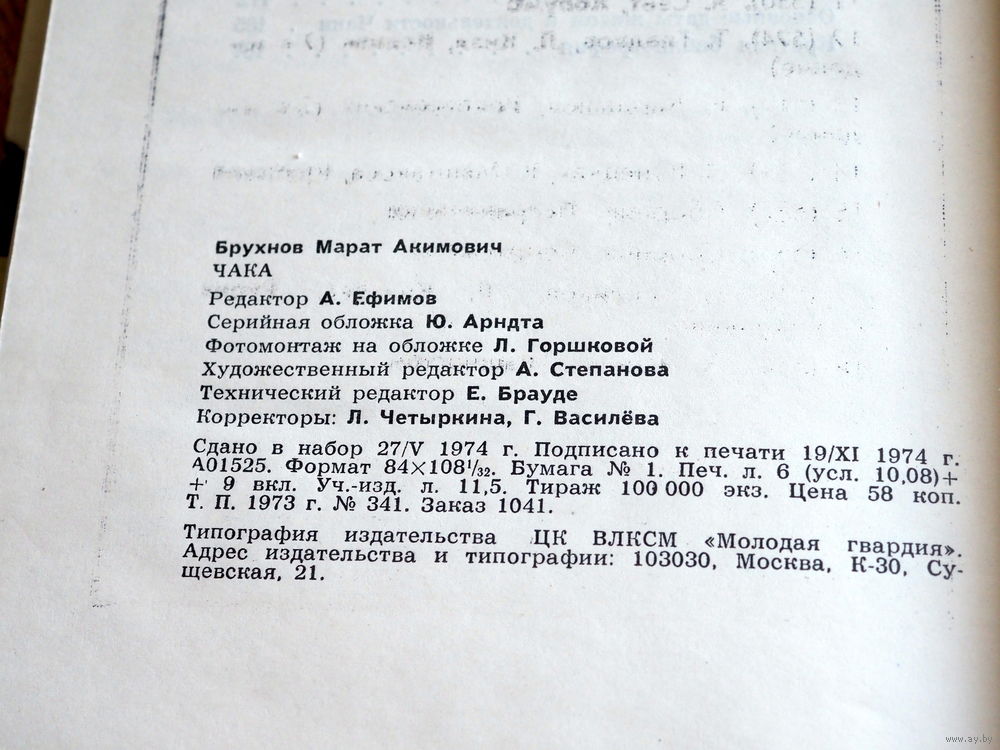 Брухнов Марат Акимович
ЧАКА
Редактор А. Ефимов
Серийная обложка Ю. Арндта
Фотомонтаж на обложке Л. Горшковой
Художественный редактор А. Степанова
Технический редактор Е. Брауде
Корректоры: Л. Четыркина, Г. Василёва
Сдано в набор 27/V 1974 г. Подписано к печати 19/XI 1974 г.
А01525. Формат 84×108¹/₃₂. Бумага № 1. Печ. л. 6 (усл. 10,08)+
+ 9 вкл. Уч.-изд. л. 11,5. Тираж 100 000 экз. Цена 58 коп.
Т. П. 1973 г. № 341. Заказ 1041.
Типография издательства ЦК ВЛКСМ «Молодая гвардия».
Адрес издательства и типографии: 103030, Москва, К-30, Су-
щевская, 21.
www.ay.by